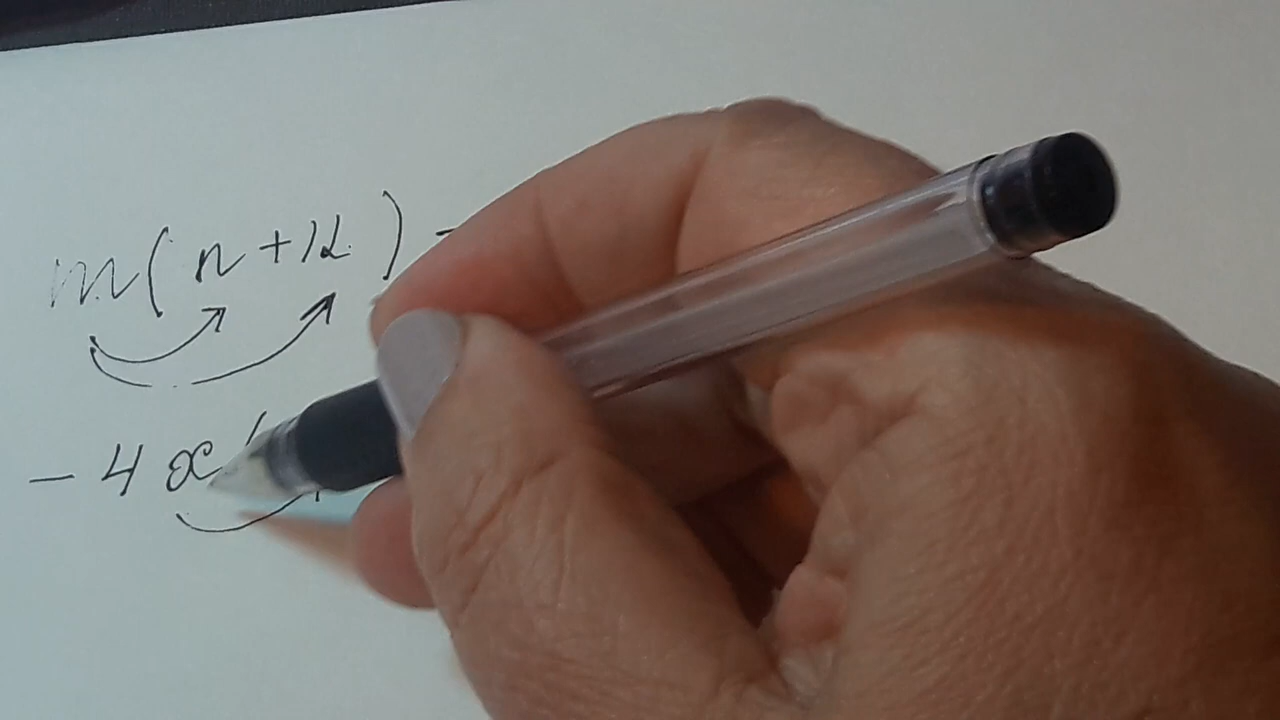 m(n+k) -
- 4x(